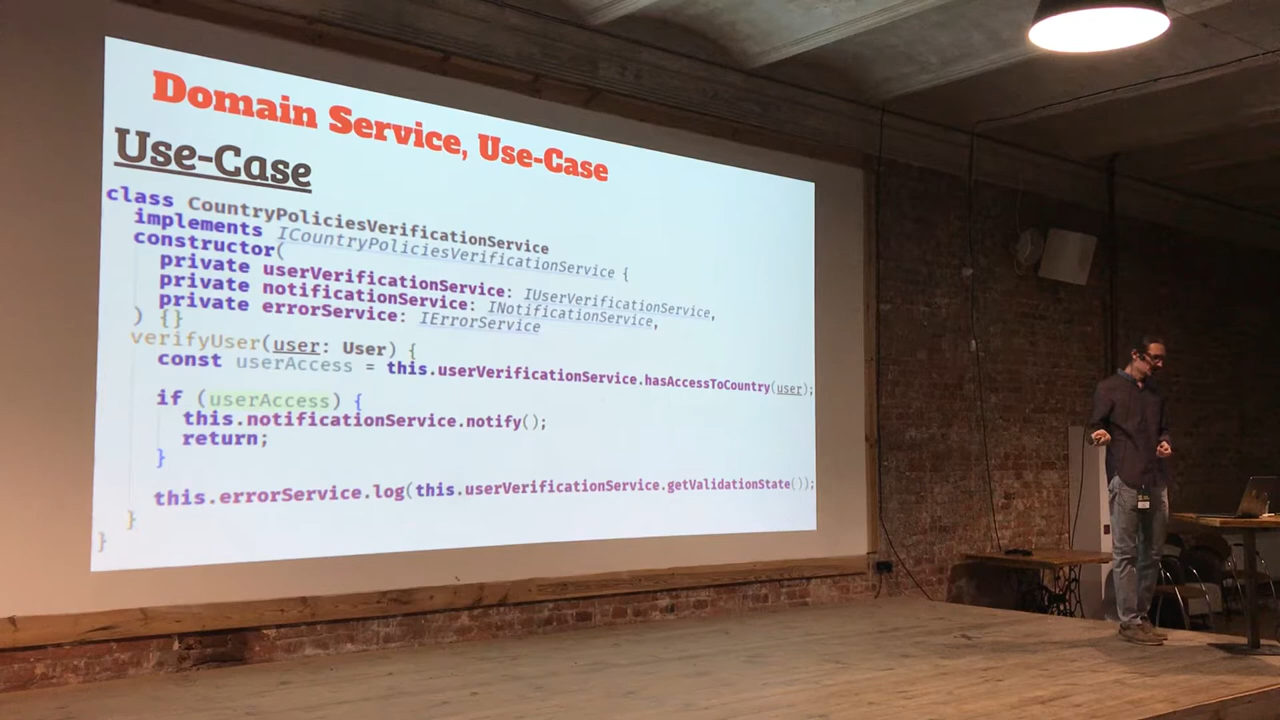 Domain Service, Use-Case
Use-Case
class CountryPoliciesVerificationService
implements ICountryPoliciesVerificationService {
constructor(
private userVerificationService: IUserVerificationService,
private notificationService: INotificationService,
private errorService: IErrorService
) {}
verifyUser(user: User) {
const userAccess = this.userVerificationService.hasAccessToCountry(user);
if (userAccess) {
this.notificationService.notify();
return;
}
this.errorService.log(this.userVerificationService.getValidationState());
}
}